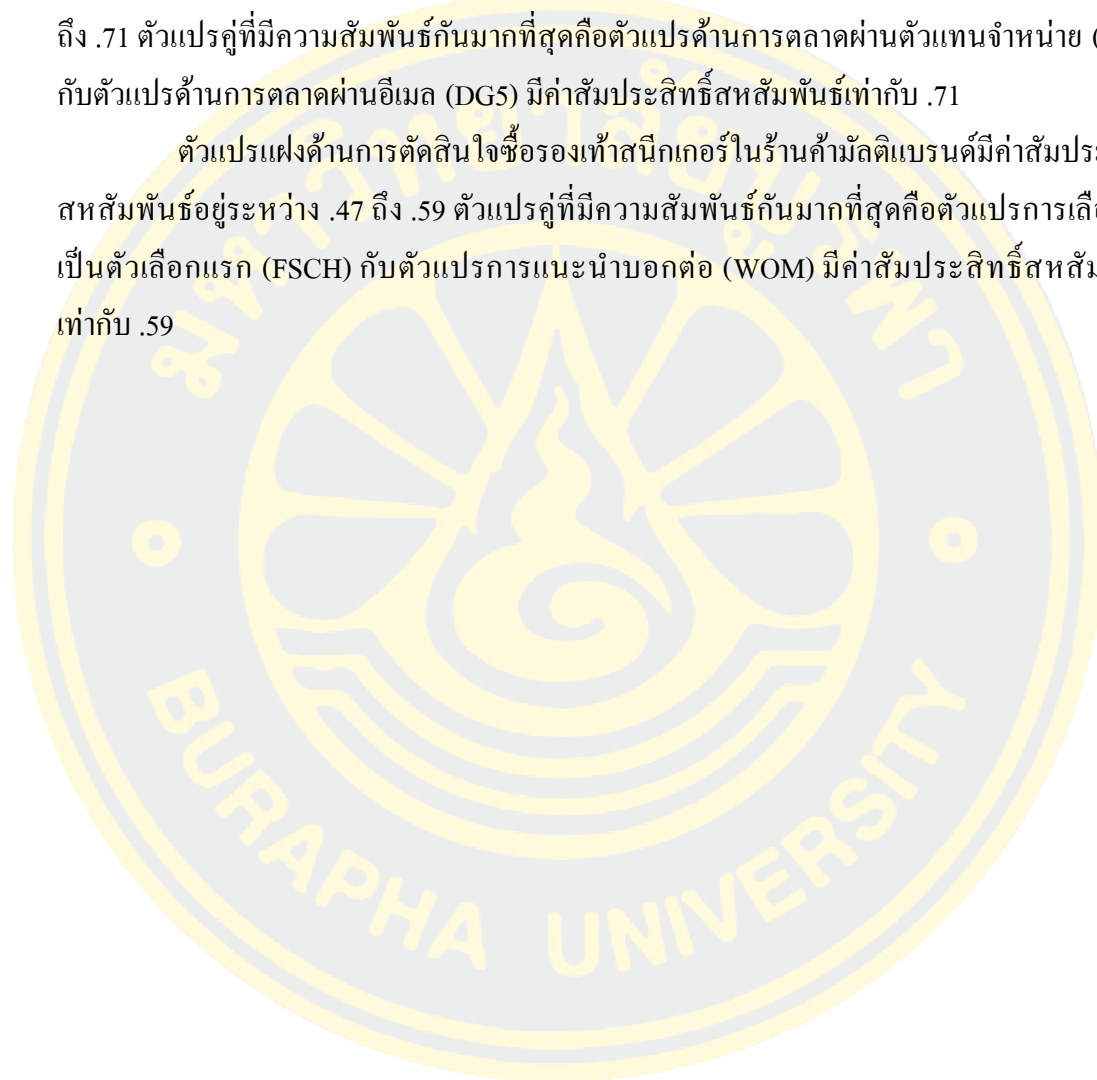 ถึง .71 ตัวแปรคู่ที่มีความสัมพันธ์กันมากที่สุดคือตัวแปรด้านการตลาดผ่านตัวแทนจำหน่าย (
กับตัวแปรด้านการตลาดผ่านอีเมล (DG5) มีค่าสัมประสิทธิ์สหสัมพันธ์เท่ากับ .71
ตัวแปรแฝงด้านการตัดสินใจซื้อรองเท้าสนีกเกอร์ในร้านค้ามัลติแบรนด์มีค่าสัมประ
สหสัมพันธ์อยู่ระหว่าง .47 ถึง .59 ตัวแปรคู่ที่มีความสัมพันธ์กันมากที่สุดคือตัวแปรการเลือ
เป็นตัวเลือกแรก (FSCH) กับตัวแปรการแนะนำบอกต่อ (WOM) มีค่าสัมประสิทธิ์สหสัม
เท่ากับ .59
มหาวิทยาลัยบูรพา
BURAPHA UNIVERSITY